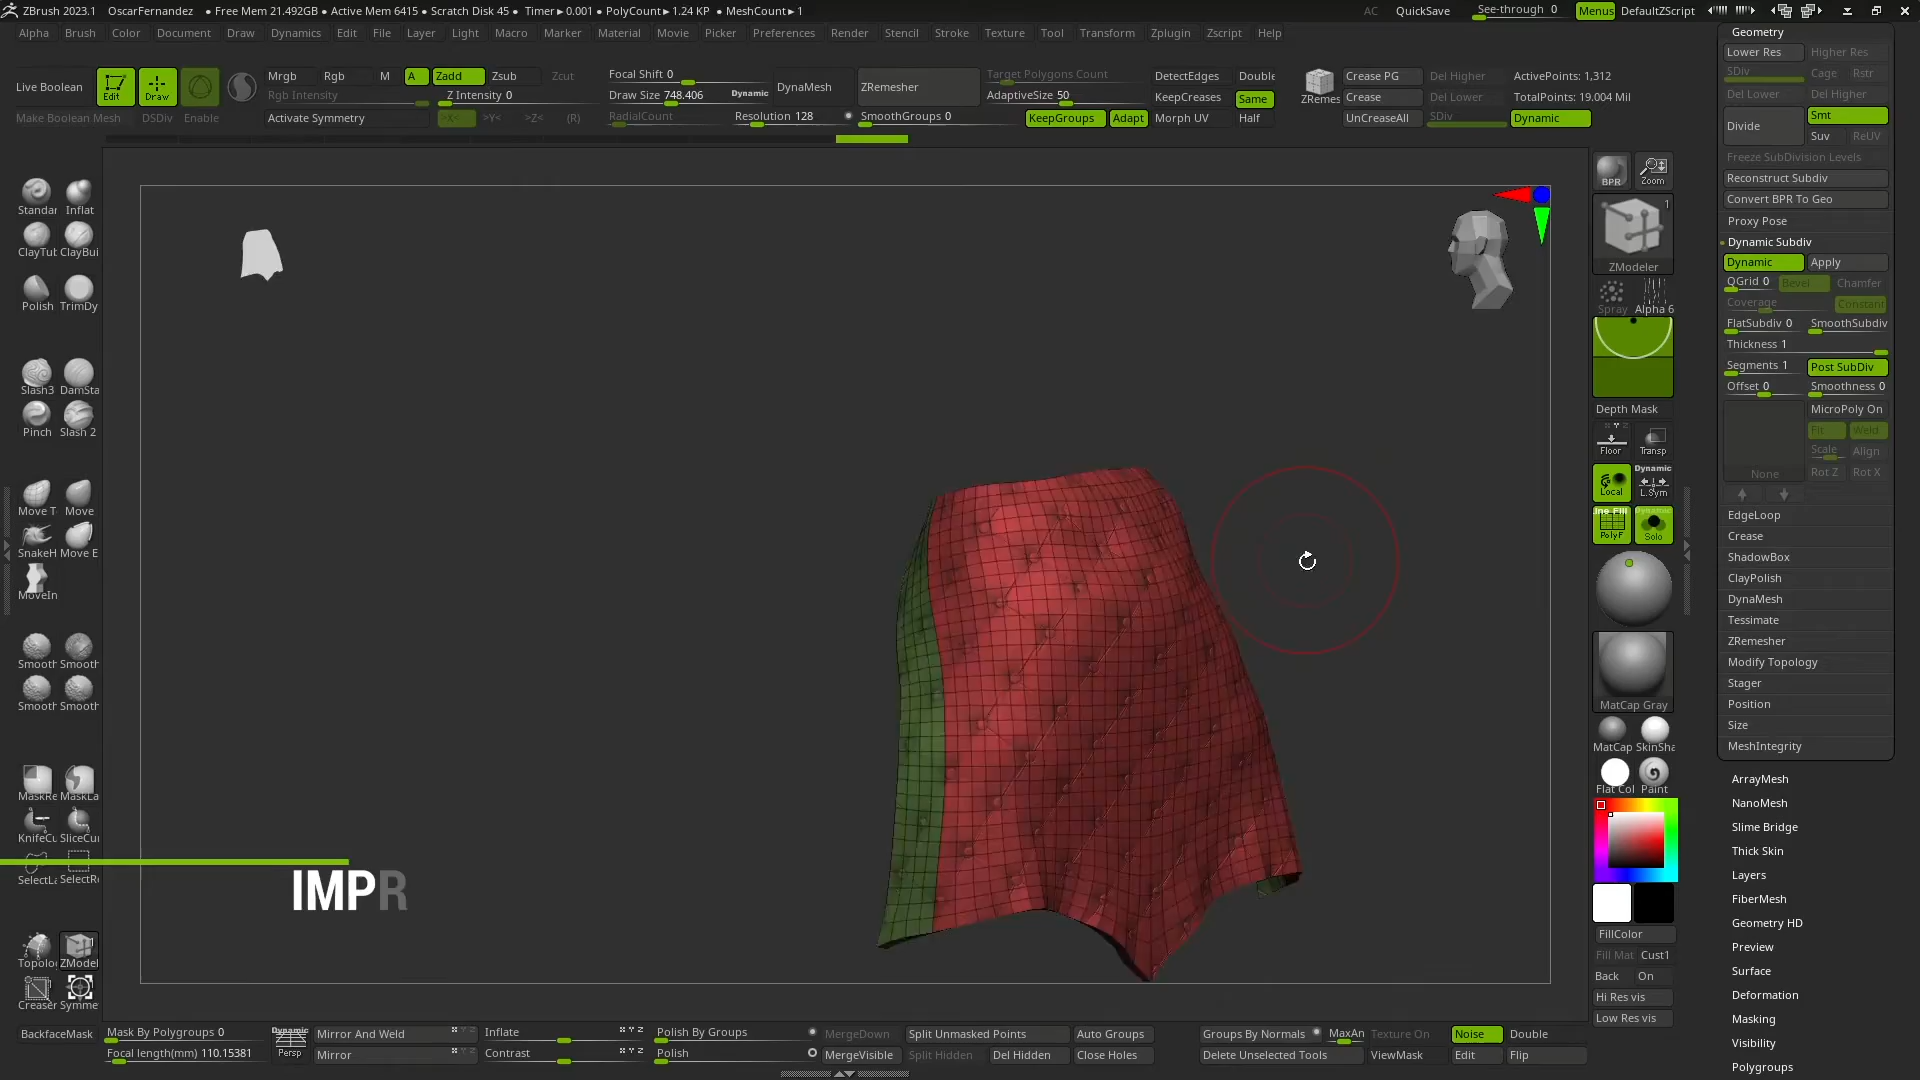 ZBrush 2023.1 OscarFernandez • Free Mem 21.492GB • Active Mem 6415 • Scratch Disk 45 • Timer▸0.001 • PolyCount▸1.24 KP • MeshCount▸1
AC QuickSave See-through 0 Menus DefaultZScript
Alpha Brush Color Document Draw Dynamics Edit File Layer Light Macro Marker Material Movie Picker Preferences Render Stencil Stroke Texture Tool Transform Zplugin Zscript Help
Live Boolean
Make Boolean Mesh
Edit
Draw
DSDiv
Enable
Mrgb Rgb M A Zadd Zsub Zcut
Rgb Intensity Z Intensity 0
Activate Symmetry >X< >Y< >Z< (R)
Focal Shift 0
Draw Size 748.406 Dynamic
RadialCount
DynaMesh
Resolution 128
ZRemesher
SmoothGroups 0
Target Polygons Count
AdaptiveSize 50
KeepGroups Adapt
DetectEdges Double
KeepCreases Same
Morph UV Half
ZRemes
Crease PG Del Higher
Crease Del Lower
UnCreaseAll SDiv
ActivePoints: 1,312
TotalPoints: 19.004 Mil
Dynamic
Standar Inflat
ClayTub ClayBui
Polish TrimDy
Slash3 DamSta
Pinch Slash 2
Move T Move
SnakeH Move E
MoveIn
Smooth Smooth
Smooth Smooth
MaskRe MaskLa
KnifeCu SliceCur
SelectLa SelectRe
Topolo ZModel
Creaser Symme
IMPR
BPR Zoom
1
ZModeler
Spray Alpha 6
Depth Mask
Floor Transp
Dynamic
Local L.Sym
Line Fill Dynamic
PolyF Solo
MatCap Gray
MatCap SkinSha
Flat Col Paint
FillColor
Fill Mat Cust1
Back On
Hi Res vis
Low Res vis
Geometry
Lower Res Higher Res
SDiv Cage Rstr
Del Lower Del Higher
Divide
Smt
Suv ReUV
Freeze SubDivision Levels
Reconstruct Subdiv
Convert BPR To Geo
Proxy Pose
Dynamic Subdiv
Dynamic Apply
QGrid 0 Bevel Chamfer
Coverage Constant
FlatSubdiv 0 SmoothSubdiv
Thickness 1
Segments 1 Post SubDiv
Offset 0 Smoothness 0
MicroPoly On
Fit Weld
Scale Align
None Rot Z Rot X
EdgeLoop
Crease
ShadowBox
ClayPolish
DynaMesh
Tessimate
ZRemesher
Modify Topology
Stager
Position
Size
MeshIntegrity
ArrayMesh
NanoMesh
Slime Bridge
Thick Skin
Layers
FiberMesh
Geometry HD
Preview
Surface
Deformation
Masking
Visibility
Polygroups
BackfaceMask Mask By Polygroups 0
Focal length(mm) 110.15381
Dynamic
Persp
Mirror And Weld
Mirror
Inflate
Contrast
Polish By Groups
Polish
MergeDown Split Unmasked Points Auto Groups
MergeVisible Split Hidden Del Hidden Close Holes
Groups By Normals MaxAn Texture On Noise Double
Delete Unselected Tools ViewMask Edit Flip